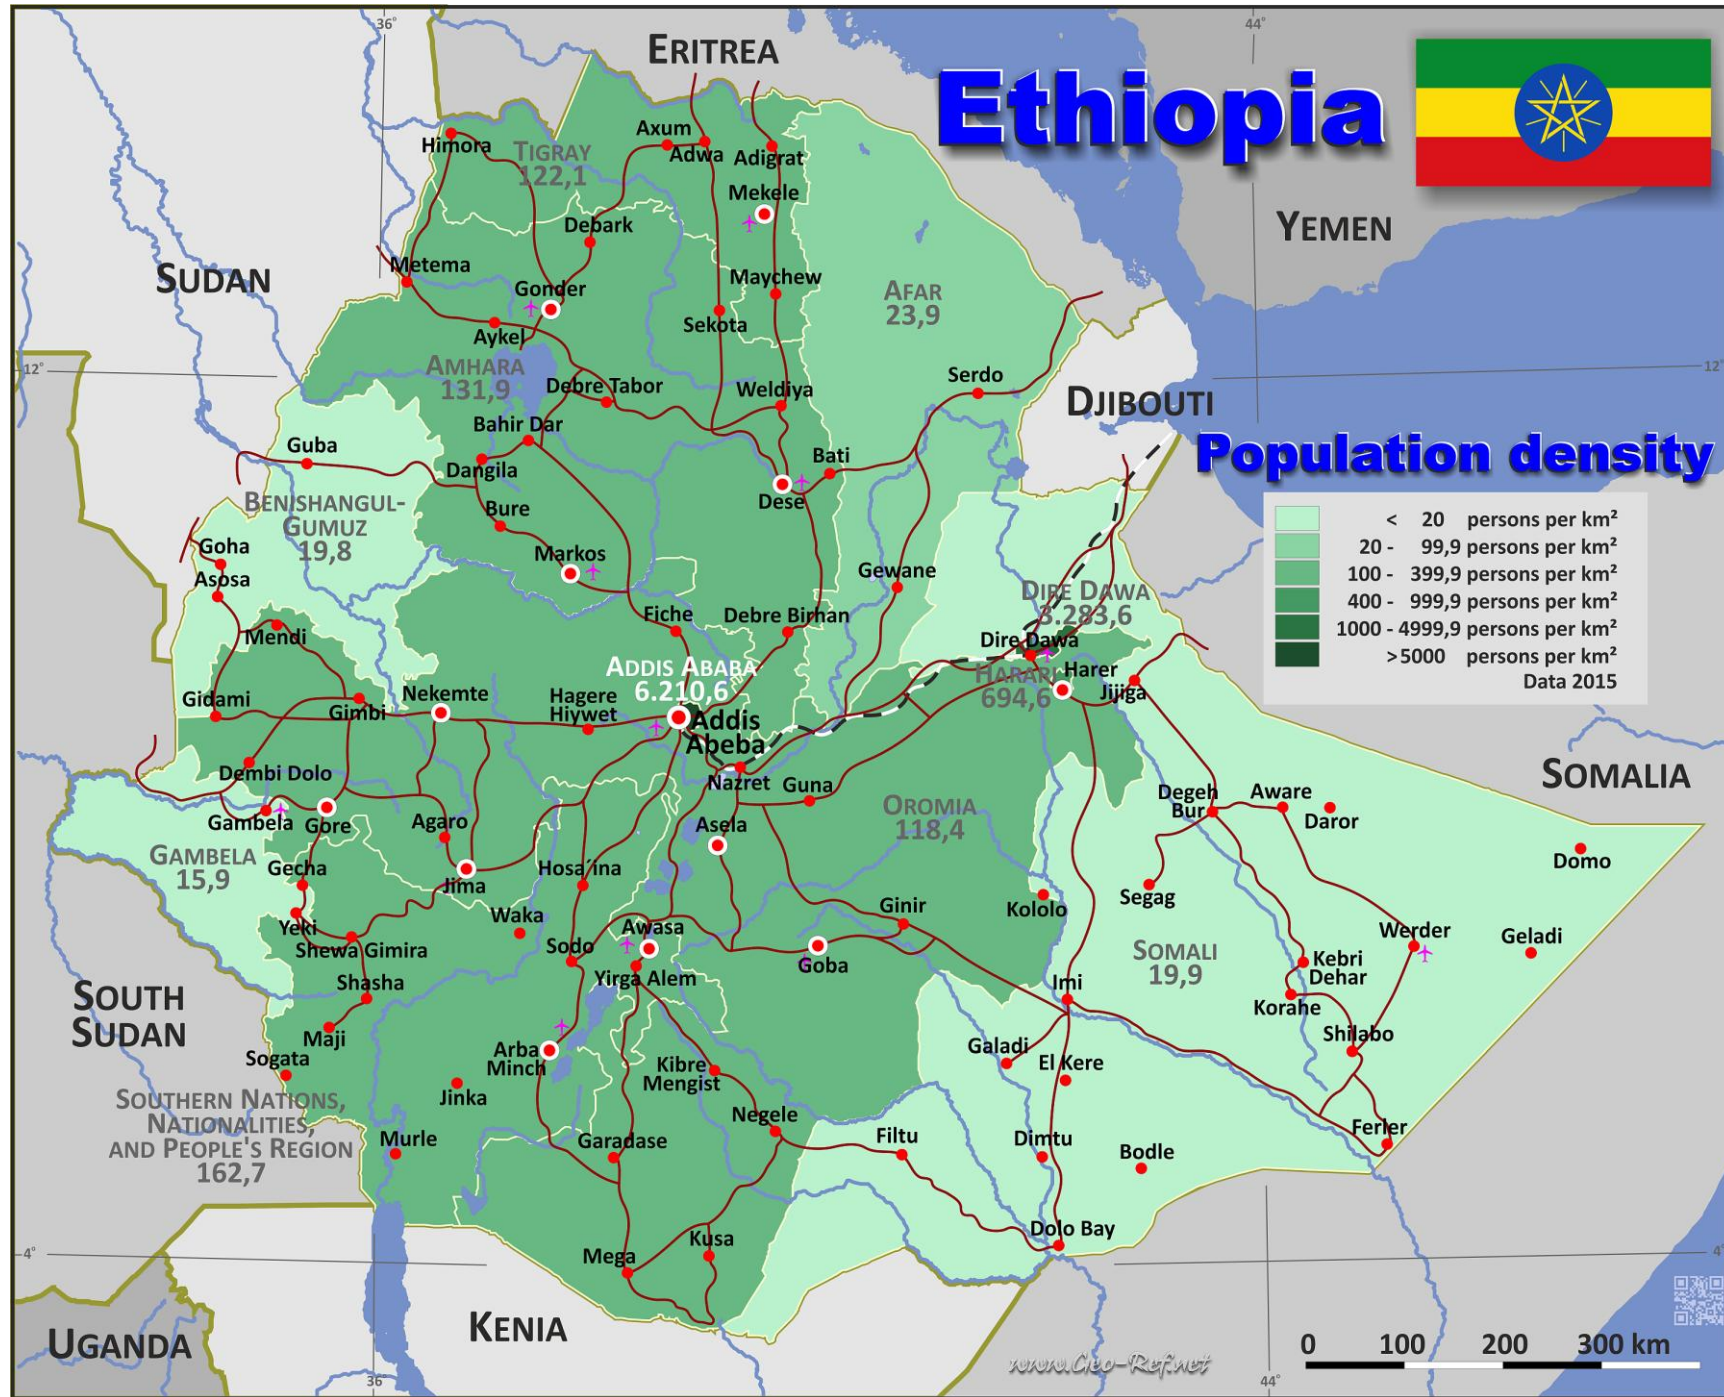 36°
44°
ERITREA
Ethiopia
Himora
TIGRAY
122,1
Axum
Adwa
Adigrat
Mekele
YEMEN
Debark
SUDAN
Metema
Gonder
Maychew
AFAR
23,9
Aykel
Sekota
12°
12°
AMHARA
131,9
Debre Tabor
Weldiya
Serdo
DJIBOUTI
Bahir Dar
Guba
Dangila
Bati
Population density
BENISHANGUL-
GUMUZ
19,8
Bure
Dese
< 20 persons per km²
20 - 99,9 persons per km²
100 - 399,9 persons per km²
400 - 999,9 persons per km²
1000 - 4999,9 persons per km²
>5000 persons per km²
Data 2015
Goha
Asosa
Markos
Gewane
DIRE DAWA
3.283,6
Mendi
Fiche
Debre Birhan
Dire Dawa
ADDIS ABABA
6.210,6
HARARI
694,6
Harer
Jijiga
Gidami
Gimbi
Nekemte
Hagere
Hiywet
Addis
Abeba
Dembi Dolo
Nazret
Guna
SOMALIA
Gambela
Gore
Agaro
Asela
OROMIA
118,4
Degeh
Bur
Aware
Daror
GAMBELA
15,9
Gecha
Jima
Hosa´ina
Domo
Segag
Kololo
Yeki
Shewa Gimira
Waka
Awasa
Ginir
Werder
Geladi
Sodo
Yirga Alem
Goba
SOMALI
19,9
Kebri
Dehar
Shasha
Imi
Korahe
SOUTH
SUDAN
Maji
Shilabo
Sogata
Arba
Minch
Kibre
Mengist
Galadi
El Kere
Jinka
SOUTHERN NATIONS,
NATIONALITIES,
AND PEOPLE'S REGION
162,7
Murle
Negele
Garadase
Filtu
Dimtu
Bodle
Ferler
Dolo Bay
4°
4°
Mega
Kusa
UGANDA
KENIA
www.Geo-Ref.net
0 100 200 300 km
36°
44°